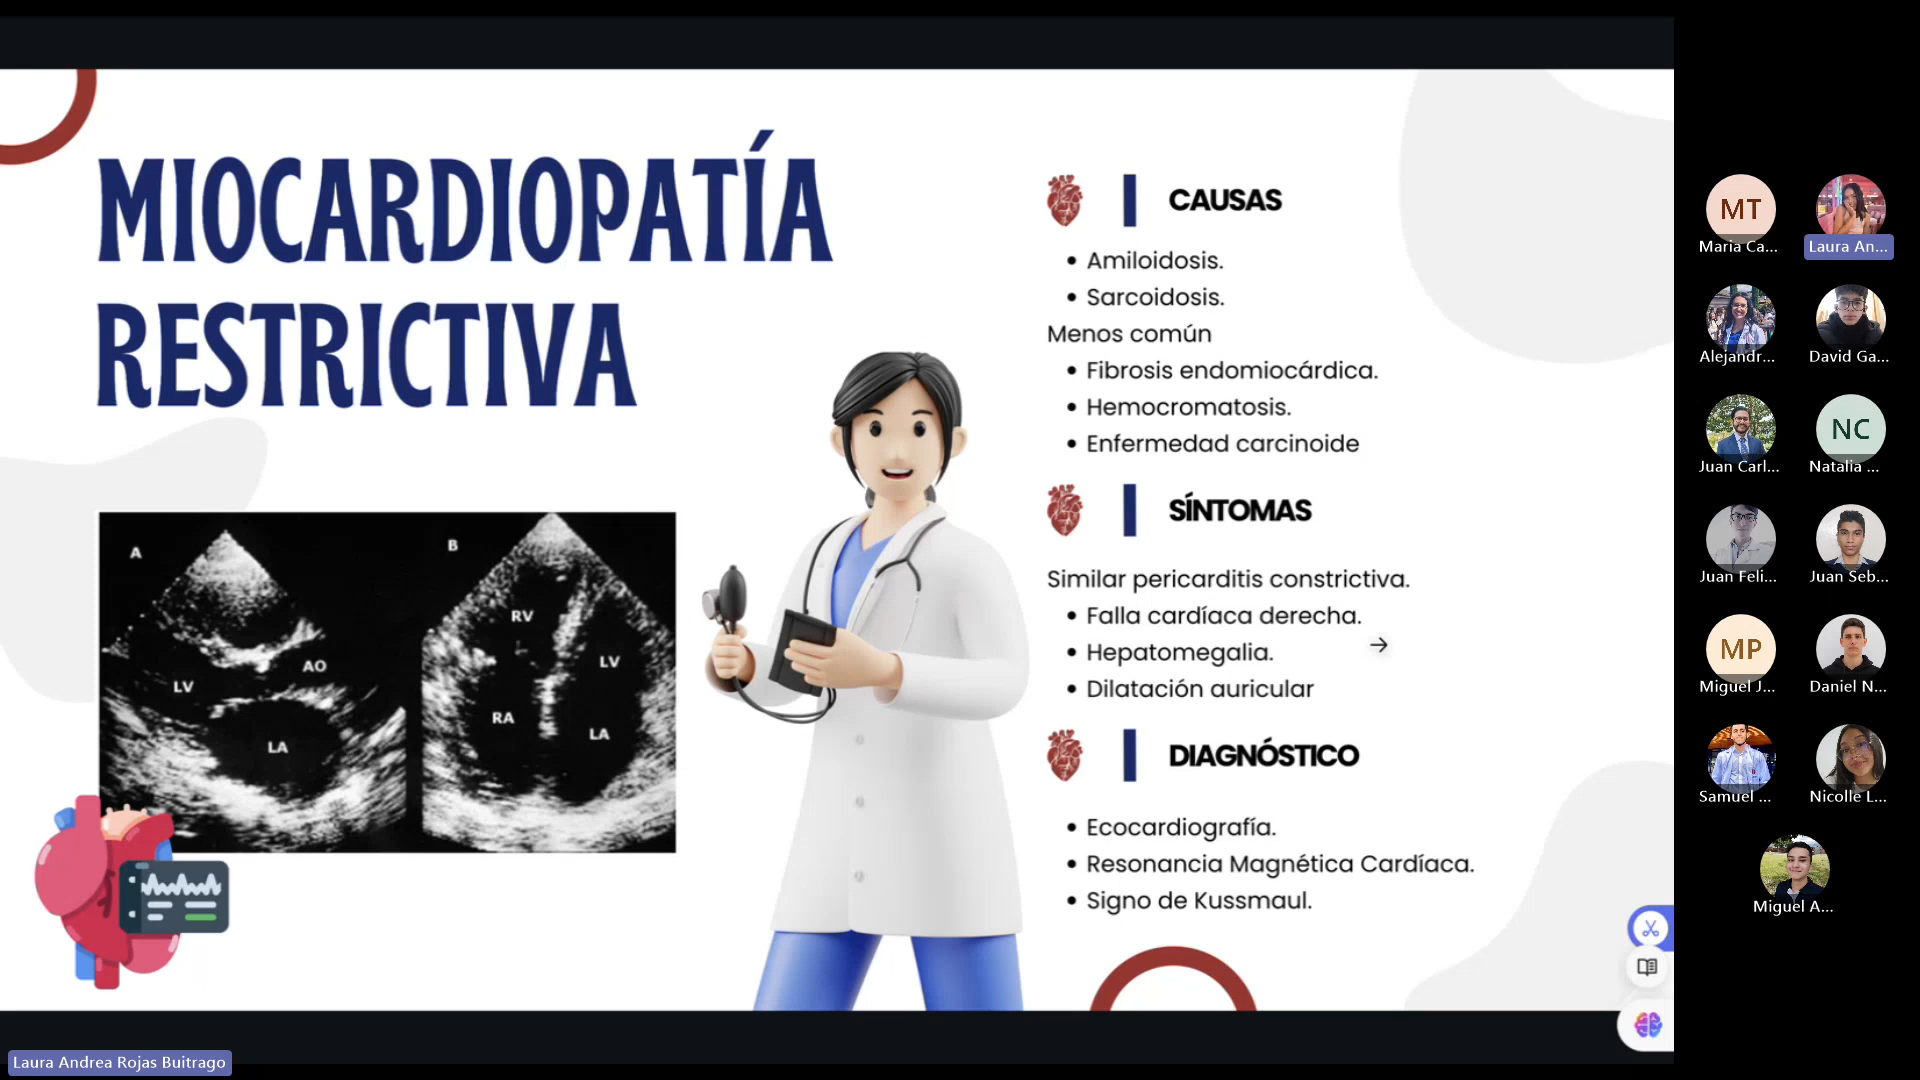 MIOCARDIOPATÍA
RESTRICTIVA
A
B
RV
LV
AO
LV
RA
LA
LA
CAUSAS
Amiloidosis.
Sarcoidosis.
Menos común
Fibrosis endomiocárdica.
Hemocromatosis.
Enfermedad carcinoide
SÍNTOMAS
Similar pericarditis constrictiva.
Falla cardíaca derecha.
Hepatomegalia.
Dilatación auricular
DIAGNÓSTICO
Ecocardiografía.
Resonancia Magnética Cardíaca.
Signo de Kussmaul.
MT
Maria Ca...
Laura An...
Alejandr...
David Ga...
Juan Carl...
NC
Natalia ...
Juan Feli...
Juan Seb...
MP
Miguel J...
Daniel N...
Samuel ...
Nicolle L...
Miguel A...
Laura Andrea Rojas Buitrago